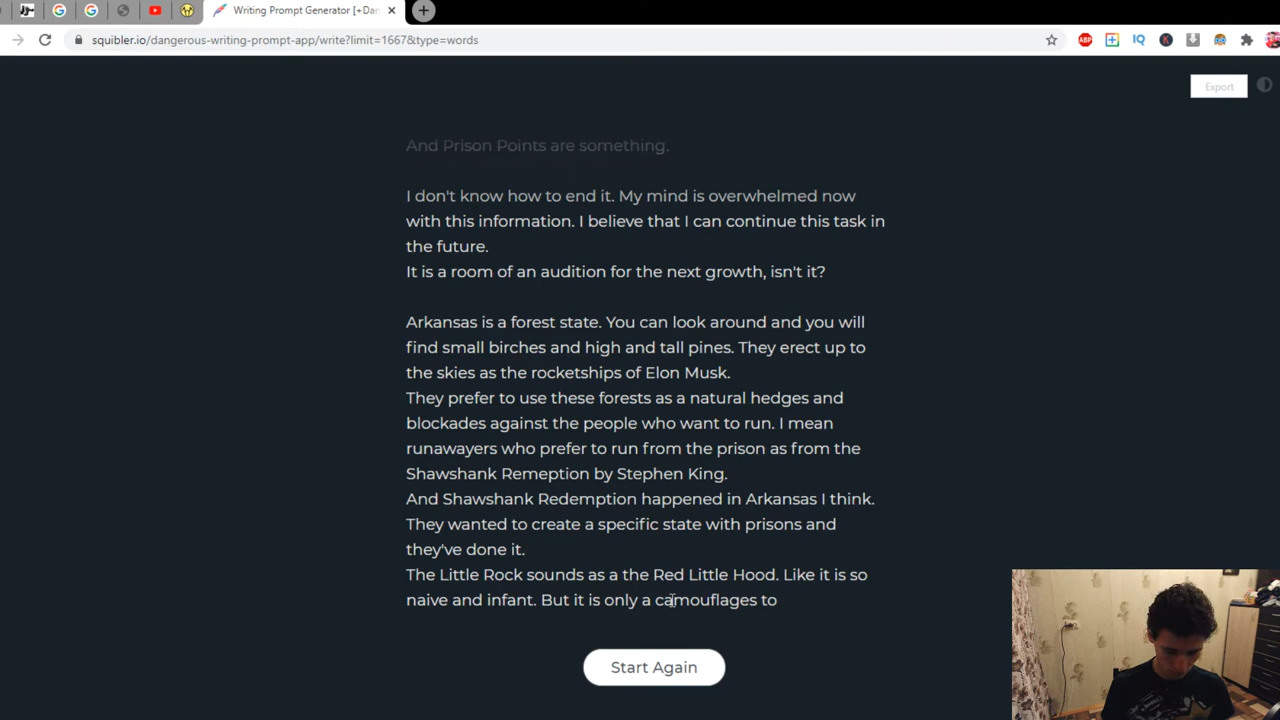 Writing Prompt Generator [+Dan
squibler.io/dangerous-writing-prompt-app/write?limit=1667&type=words
ABP
IQ
K
Export
And Prison Points are something.
I don't know how to end it. My mind is overwhelmed now
with this information. I believe that I can continue this task in
the future.
It is a room of an audition for the next growth, isn't it?
Arkansas is a forest state. You can look around and you will
find small birches and high and tall pines. They erect up to
the skies as the rocketships of Elon Musk.
They prefer to use these forests as a natural hedges and
blockades against the people who want to run. I mean
runawayers who prefer to run from the prison as from the
Shawshank Remeption by Stephen King.
And Shawshank Redemption happened in Arkansas I think.
They wanted to create a specific state with prisons and
they've done it.
The Little Rock sounds as a the Red Little Hood. Like it is so
naive and infant. But it is only a camouflages to
Start Again